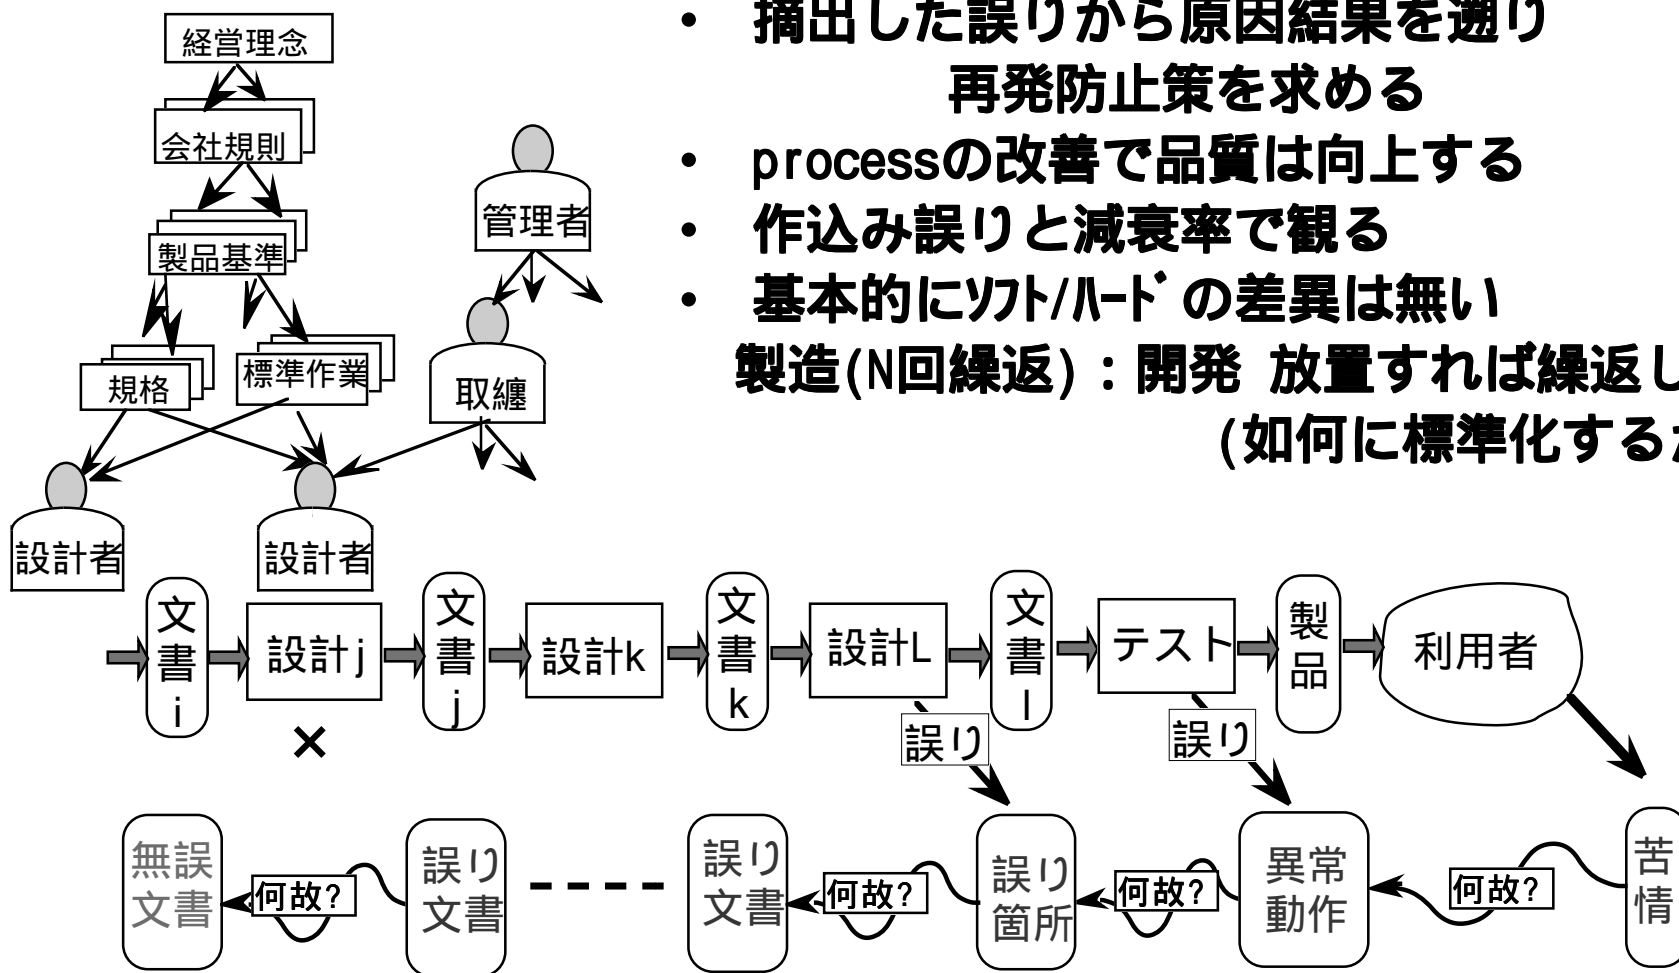 経営理念
会社規則
製品基準
規格
標準作業
管理者
取纏
設計者
設計者
• 摘出した誤りから原因結果を遡り
再発防止策を求める
• processの改善で品質は向上する
• 作込み誤りと減衰率で観る
• 基本的にｿﾌﾄ/ﾊｰﾄﾞの差異は無い
製造(N回繰返)：開発 放置すれば繰返し
(如何に標準化する
文書i
設計j
文書j
設計k
文書k
設計L
文書l
テスト
製品
利用者
×
誤り
誤り
無誤
文書
何故?
誤り
文書
誤り
文書
何故?
誤り
箇所
何故?
異常
動作
何故?
苦情